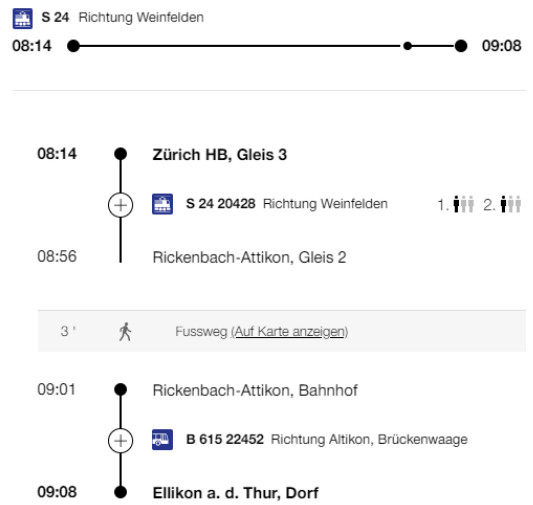 S 24 Richtung Weinfelden
08:14 09:08
08:14 Zürich HB, Gleis 3
S 24 20428 Richtung Weinfelden 1. 2.
08:56 Rickenbach-Attikon, Gleis 2
3 ' Fussweg (Auf Karte anzeigen)
09:01 Rickenbach-Attikon, Bahnhof
B 615 22452 Richtung Altikon, Brückenwaage
09:08 Ellikon a. d. Thur, Dorf